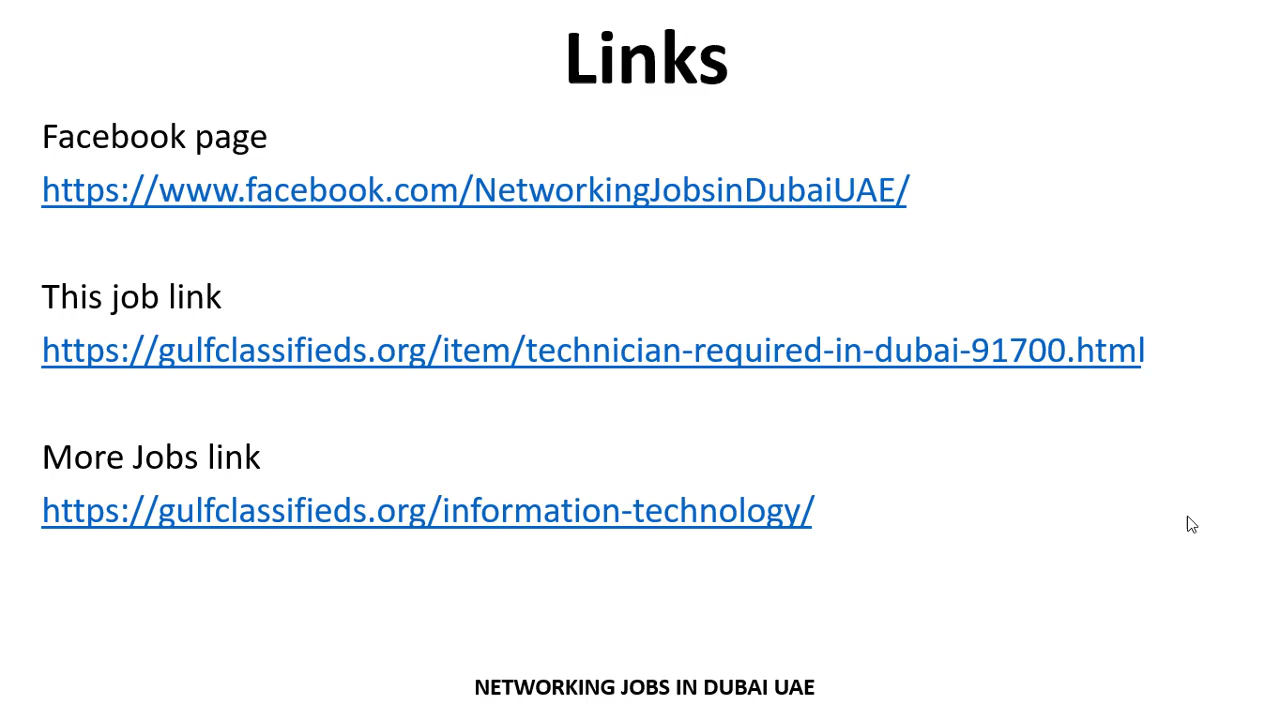 Links
Facebook page
https://www.facebook.com/NetworkingJobsinDubaiUAE/
This job link
https://gulfclassifieds.org/item/technician-required-in-dubai-91700.html
More Jobs link
https://gulfclassifieds.org/information-technology/
NETWORKING JOBS IN DUBAI UAE